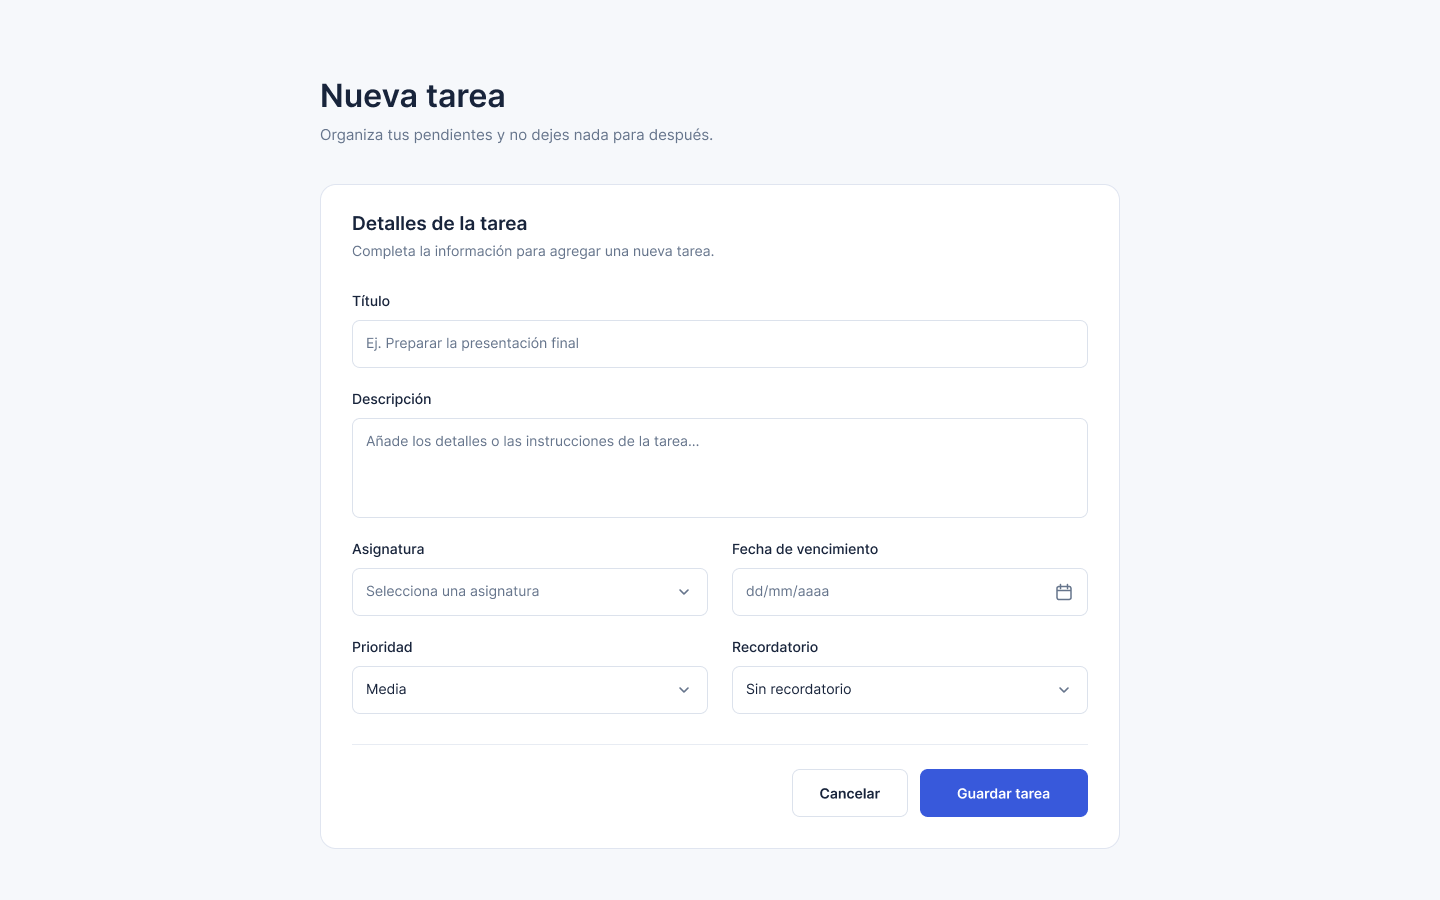 Nueva tarea
Organiza tus pendientes y no dejes nada para después.
Detalles de la tarea
Completa la información para agregar una nueva tarea.
Título
Ej. Preparar la presentación final
Descripción
Añade los detalles o las instrucciones de la tarea...
Asignatura
Selecciona una asignatura
Fecha de vencimiento
dd/mm/aaaa
Prioridad
Media
Recordatorio
Sin recordatorio
Cancelar
Guardar tarea